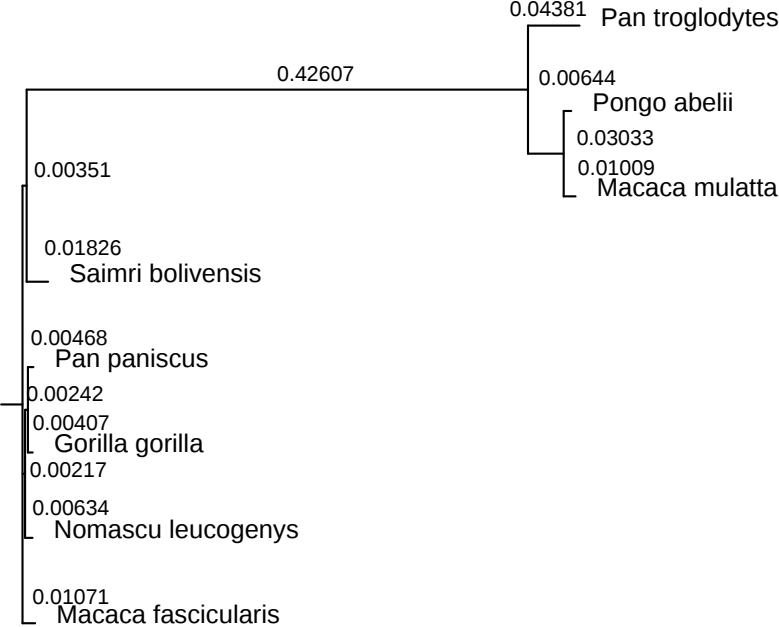 0.04381
Pan troglodytes
0.42607
0.00644
Pongo abelii
0.03033
0.01009
Macaca mulatta
0.00351
0.01826
Saimri bolivensis
0.00468
Pan paniscus
0.00242
0.00407
Gorilla gorilla
0.00217
0.00634
Nomascu leucogenys
0.01071
Macaca fascicularis